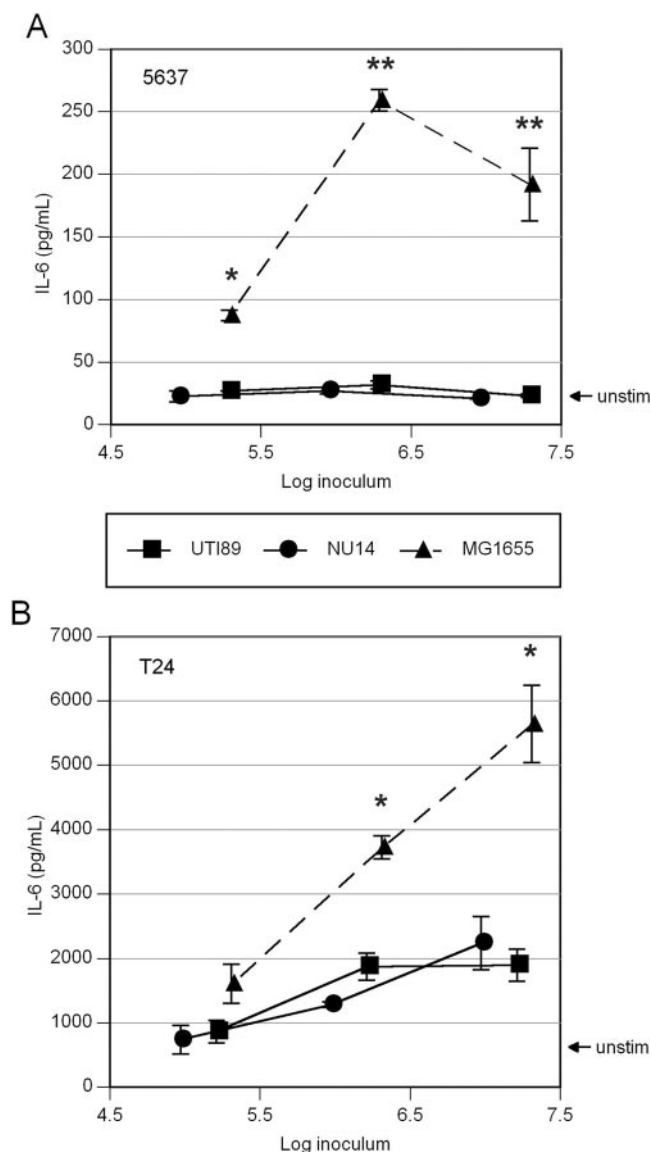 A
300
5637
**
250
**
200
IL-6 (pg/mL)
150
*
100
50
← unstim
0
4.5 5.5 6.5 7.5
Log inoculum
UTI89 NU14 MG1655
B
7000
T24
*
6000
5000
*
4000
IL-6 (pg/mL)
3000
2000
1000
← unstim
0
4.5 5.5 6.5 7.5
Log inoculum